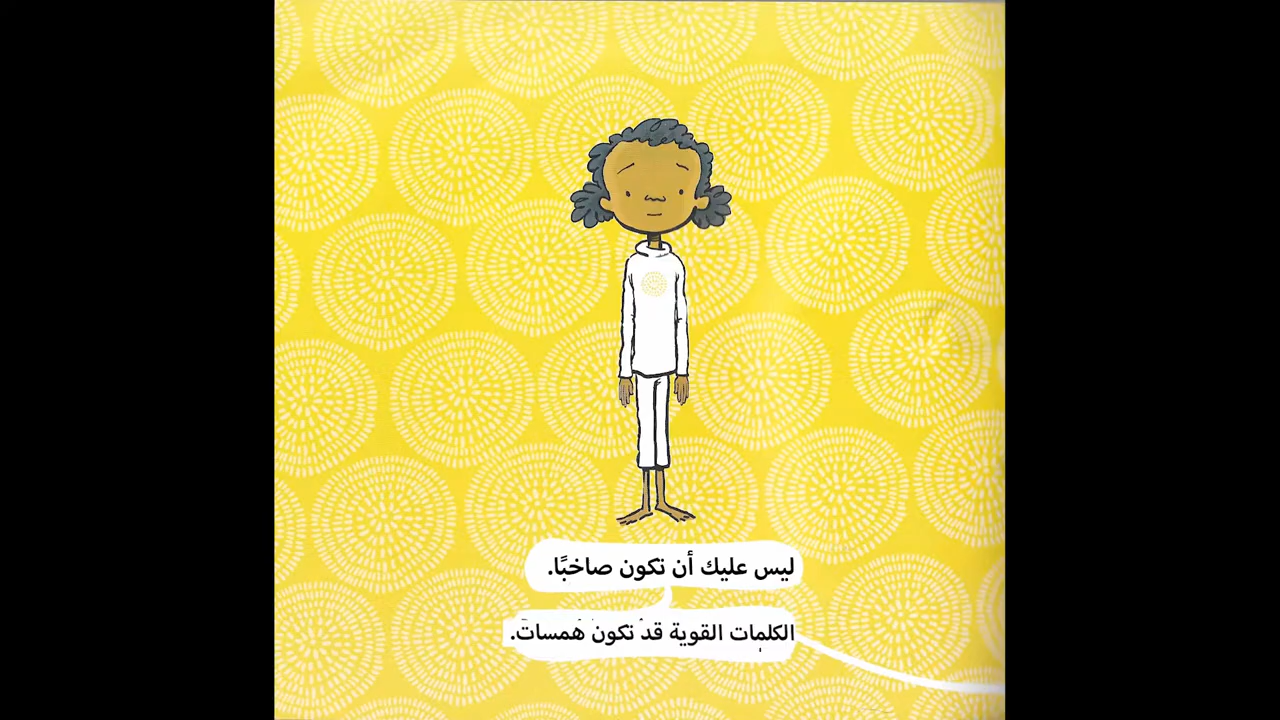 ليس عليك أن تكون صاخبًا.
الكلمات القوية قد تكون همسات.